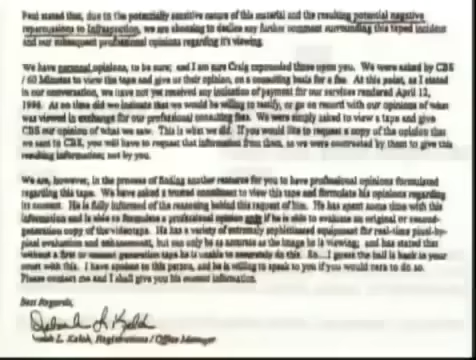 Paul stated that, due to the potentially sensitive nature of this material and the resulting potential negative
repercussions to Infraspection, we are choosing to decline any further comment surrounding this taped incident
and our subsequent professional opinions regarding it's viewing.
We have personal opinions, to be sure; and I am sure Craig expounded those upon you. We were asked by CBS
/ 60 Minutes to view the tape and give us their opinion, on a consulting basis for a fee. At this point, as I stated
in our conversation, we have not yet received any indication of payment for our services rendered April 12,
1998. At no time did we indicate that we would be willing to testify, or go on record with our opinions of what
was viewed in exchange for our professional consulting fees. We were simply asked to view a tape and give
CBS our opinion of what we saw. This is what we did. If you would like to request a copy of the opinion that
we sent to CBS, you will have to request that information from them, as we were contracted by them to give this
resulting information; not by you.
We are, however, in the process of finding another resource for you to have professional opinions formulated
regarding this tape. We have asked a trusted consultant to view this tape and formulate his opinions regarding
its content. He is fully informed of the reasoning behind this request of him. He has spent some time with this
information and is able to formulate a professional opinion only if he is able to evaluate an original or second-
generation copy of the videotape. He has a variety of extremely sophisticated equipment for real-time pixel-by-
pixel evaluation and enhancement, but can only be as accurate as the image he is viewing; and has stated that
without a first or second generation tape he is unable to accurately do this. So...I guess the ball is back in your
court with this. I have spoken to this person, and he is willing to speak to you if you would care to do so.
Please contact me and I shall give you his contact information.
Best Regards,
L. Kaloh, Registrations / Office Manager